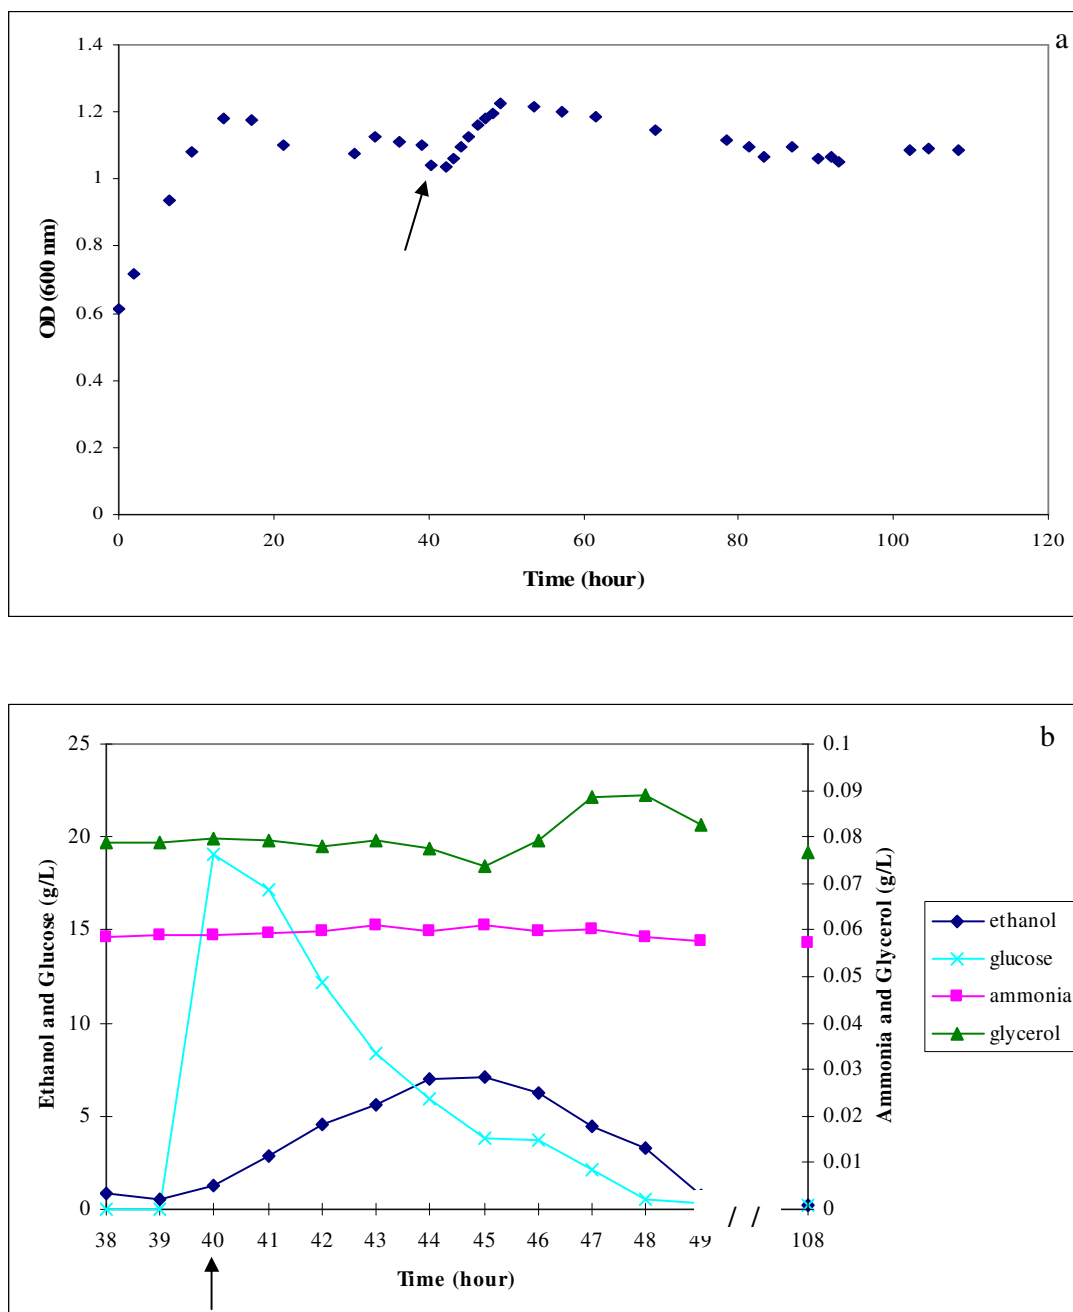 a
1.4
1.2
1
0.8
0.6
0.4
0.2
0
OD (600 nm)
0 20 40 60 80 100 120
Time (hour)
b
25
20
15
10
5
0
Ethanol and Glucose (g/L)
0.1
0.09
0.08
0.07
0.06
0.05
0.04
0.03
0.02
0.01
0
Ammonia and Glycerol (g/L)
38 39 40 41 42 43 44 45 46 47 48 49 / / 108
Time (hour)
ethanol
glucose
ammonia
glycerol